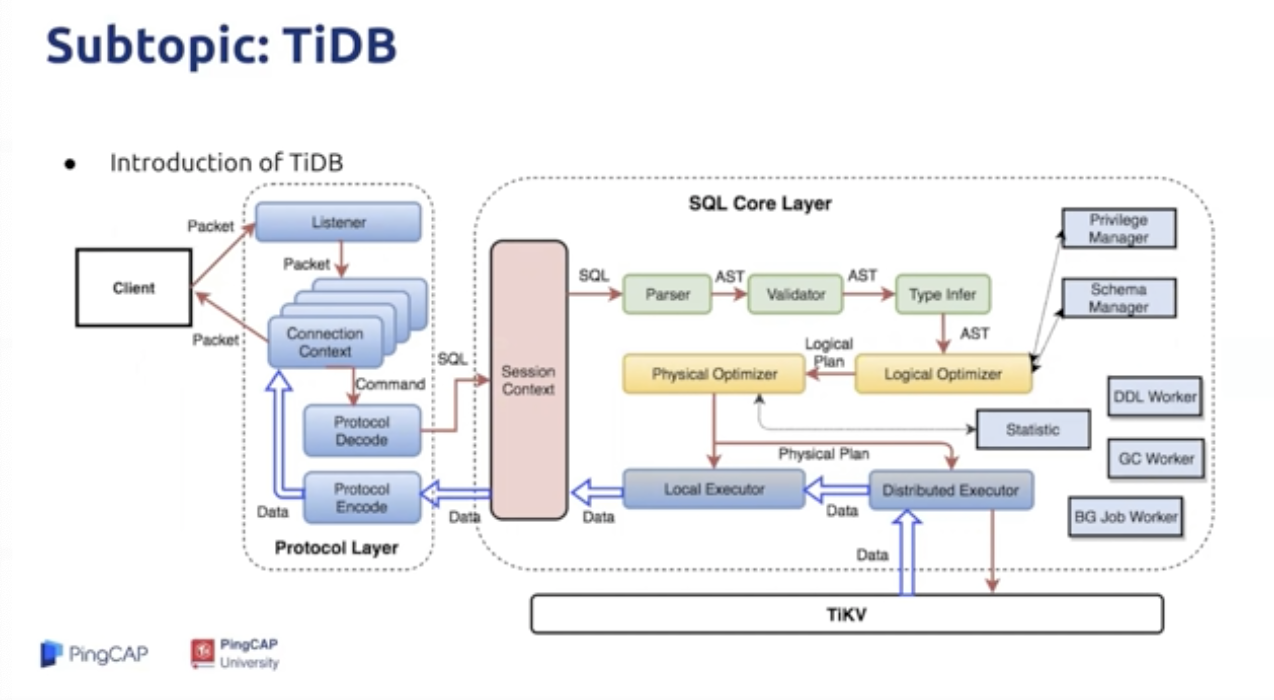 Subtopic: TiDB
● Introduction of TiDB
SQL Core Layer
Packet
Listener
Packet
Client
Packet
Connection
Context
SQL
Command
Protocol
Decode
Protocol
Encode
Data
Data
Protocol Layer
Session
Context
SQL
Parser
AST
Validator
AST
Type Infer
AST
Privilege
Manager
Schema
Manager
Physical Optimizer
Logical
Plan
Logical Optimizer
DDL Worker
Statistic
Physical Plan
GC Worker
Data
Local Executor
Data
Distributed Executor
BG Job Worker
Data
TiKV
PingCAP
PingCAP
University